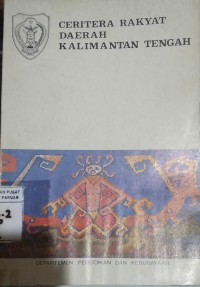 CERITERA RAKYAT
DAERAH
KALIMANTAN TENGAH
DEPARTEMEN PENDIDIKAN DAN KEBUDAYAAN